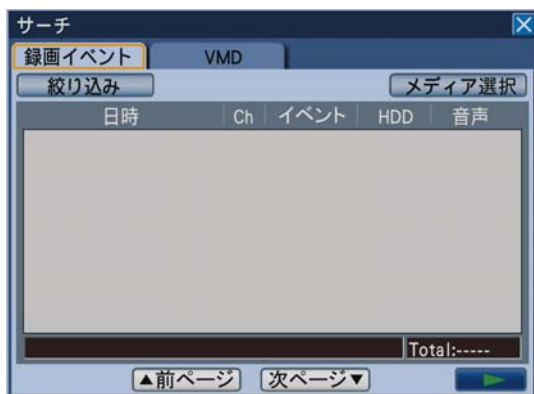 サーチ
録画イベント VMD
絞り込み メディア選択
日時 Ch イベント HDD 音声
Total:-----
▲前ページ 次ページ▼